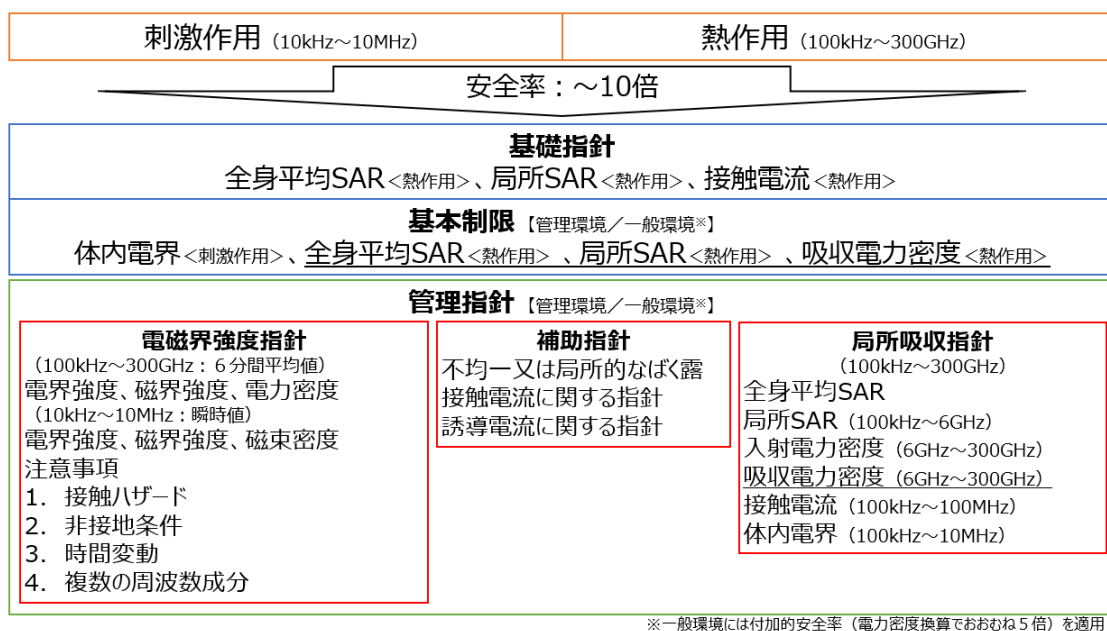 刺激作用（10kHz～10MHz）
熱作用（100kHz～300GHz）
安全率：～10倍
基礎指針
全身平均SAR＜熱作用＞、局所SAR＜熱作用＞、接触電流＜熱作用＞
基本制限【管理環境／一般環境※】
体内電界＜刺激作用＞、全身平均SAR＜熱作用＞、局所SAR＜熱作用＞、吸収電力密度＜熱作用＞
管理指針【管理環境／一般環境※】
電磁界強度指針
（100kHz～300GHz：６分間平均値）
電界強度、磁界強度、電力密度
（10kHz～10MHz：瞬時値）
電界強度、磁界強度、磁束密度
注意事項
1. 接触ハザード
2. 非接地条件
3. 時間変動
4. 複数の周波数成分
補助指針
不均一又は局所的なばく露
接触電流に関する指針
誘導電流に関する指針
局所吸収指針
（100kHz～300GHz）
全身平均SAR
局所SAR（100kHz～6GHz）
入射電力密度（6GHz～300GHz）
吸収電力密度（6GHz～300GHz）
接触電流（100kHz～100MHz）
体内電界（100kHz～10MHz）
※一般環境には付加的安全率（電力密度換算でおおむね５倍）を適用